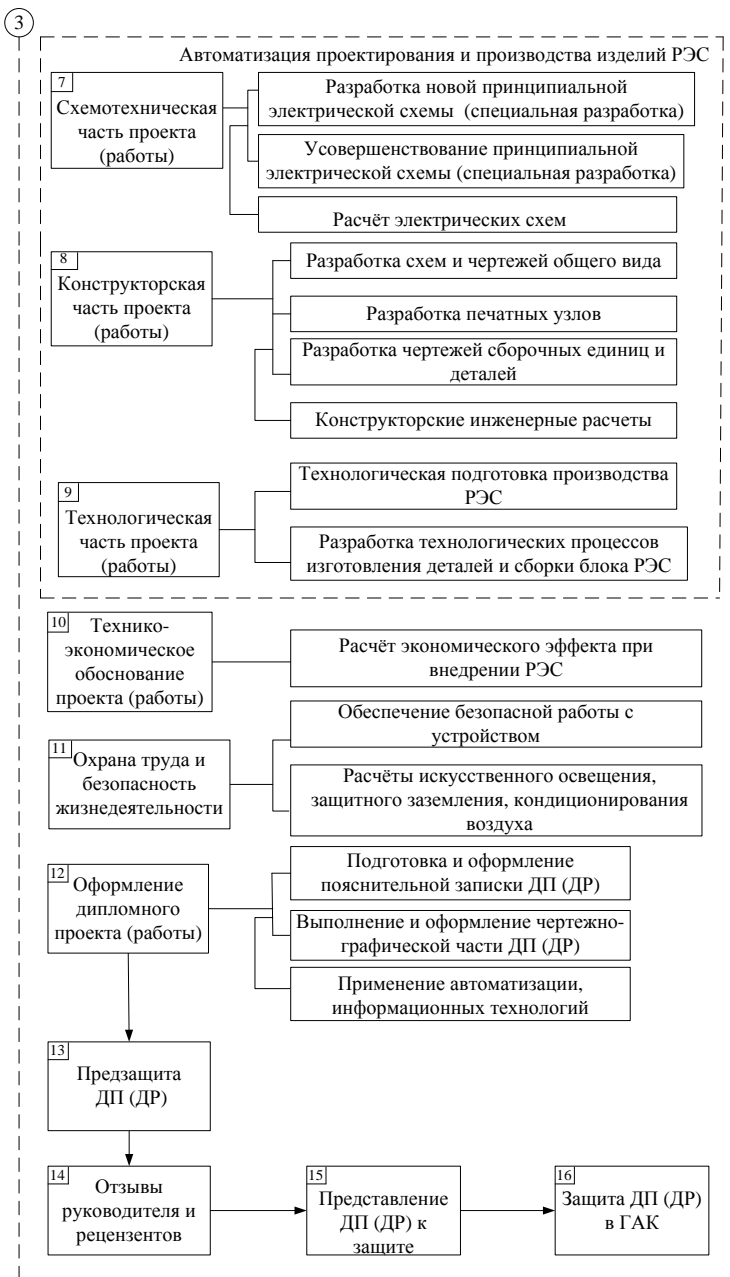 3
Автоматизация проектирования и производства изделий РЭС
7
Схемотехническая
часть проекта
(работы)
Разработка новой принципиальной
электрической схемы (специальная разработка)
Усовершенствование принципиальной
электрической схемы (специальная разработка)
Расчёт электрических схем
8
Конструкторская
часть проекта
(работы)
Разработка схем и чертежей общего вида
Разработка печатных узлов
Разработка чертежей сборочных единиц и
деталей
Конструкторские инженерные расчеты
9
Технологическая
часть проекта
(работы)
Технологическая подготовка производства
РЭС
Разработка технологических процессов
изготовления деталей и сборки блока РЭС
10
Технико-
экономическое
обоснование
проекта (работы)
Расчёт экономического эффекта при
внедрении РЭС
11
Охрана труда и
безопасность
жизнедеятельности
Обеспечение безопасной работы с
устройством
Расчёты искусственного освещения,
защитного заземления, кондиционирования
воздуха
12
Оформление
дипломного
проекта (работы)
Подготовка и оформление
пояснительной записки ДП (ДР)
Выполнение и оформление чертежно-
графической части ДП (ДР)
Применение автоматизации,
информационных технологий
13
Предзащита
ДП (ДР)
14
Отзывы
руководителя и
рецензентов
15
Представление
ДП (ДР) к
защите
16
Защита ДП (ДР)
в ГАК